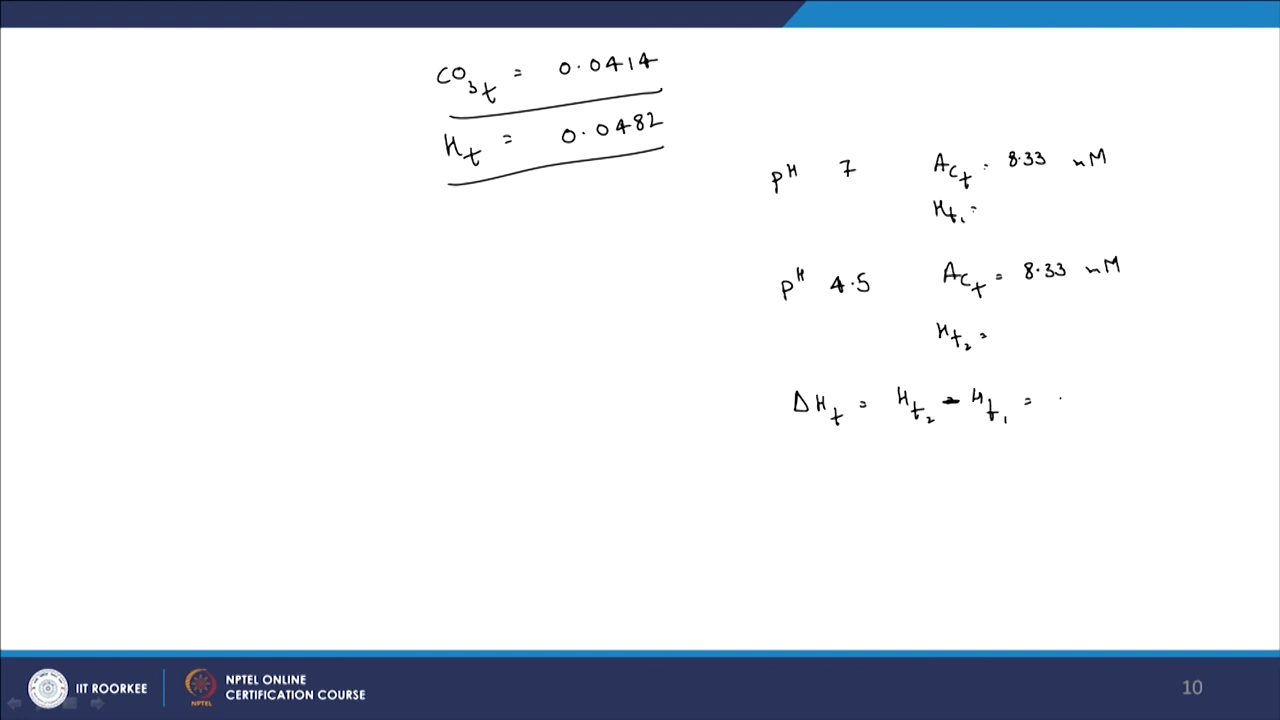 CO₃t = 0.0414
Ht = 0.0482
pH 7 Act = 8.33 mM
Ht₁ =
pH 4.5 Act = 8.33 mM
Ht₂ =
ΔHt = Ht₂ - Ht₁ =
IIT ROORKEE
NPTEL ONLINE
CERTIFICATION COURSE
10